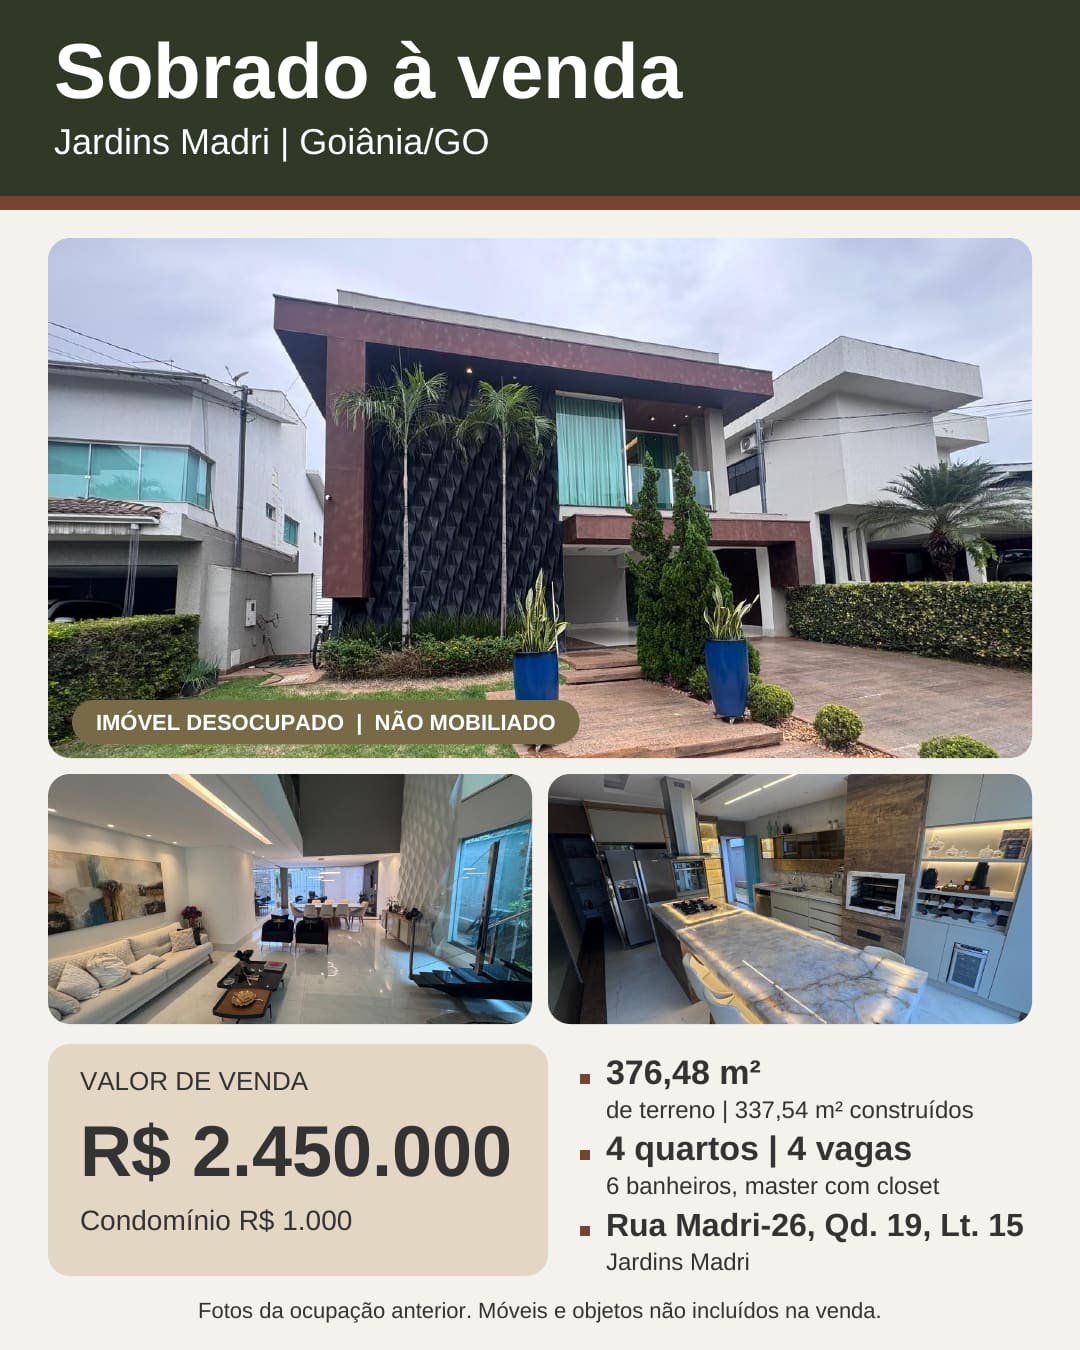 Sobrado à venda
Jardins Madri | Goiânia/GO
IMÓVEL DESOCUPADO | NÃO MOBILIADO
VALOR DE VENDA
R$ 2.450.000
Condomínio R$ 1.000
376,48 m²
de terreno | 337,54 m² construídos
4 quartos | 4 vagas
6 banheiros, master com closet
Rua Madri-26, Qd. 19, Lt. 15
Jardins Madri
Fotos da ocupação anterior. Móveis e objetos não incluídos na venda.